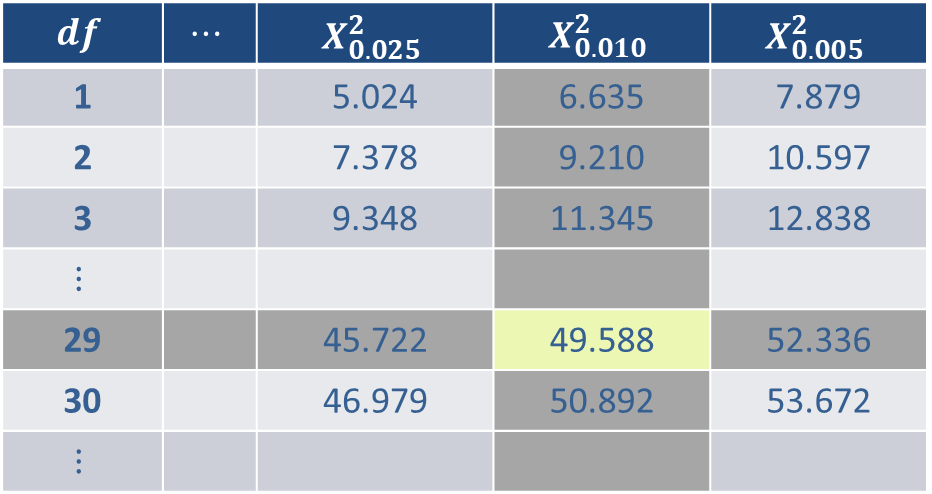 df ⋯ X²₀.₀₂₅ X²₀.₀₁₀ X²₀.₀₀₅
1 5.024 6.635 7.879
2 7.378 9.210 10.597
3 9.348 11.345 12.838
⋮
29 45.722 49.588 52.336
30 46.979 50.892 53.672
⋮